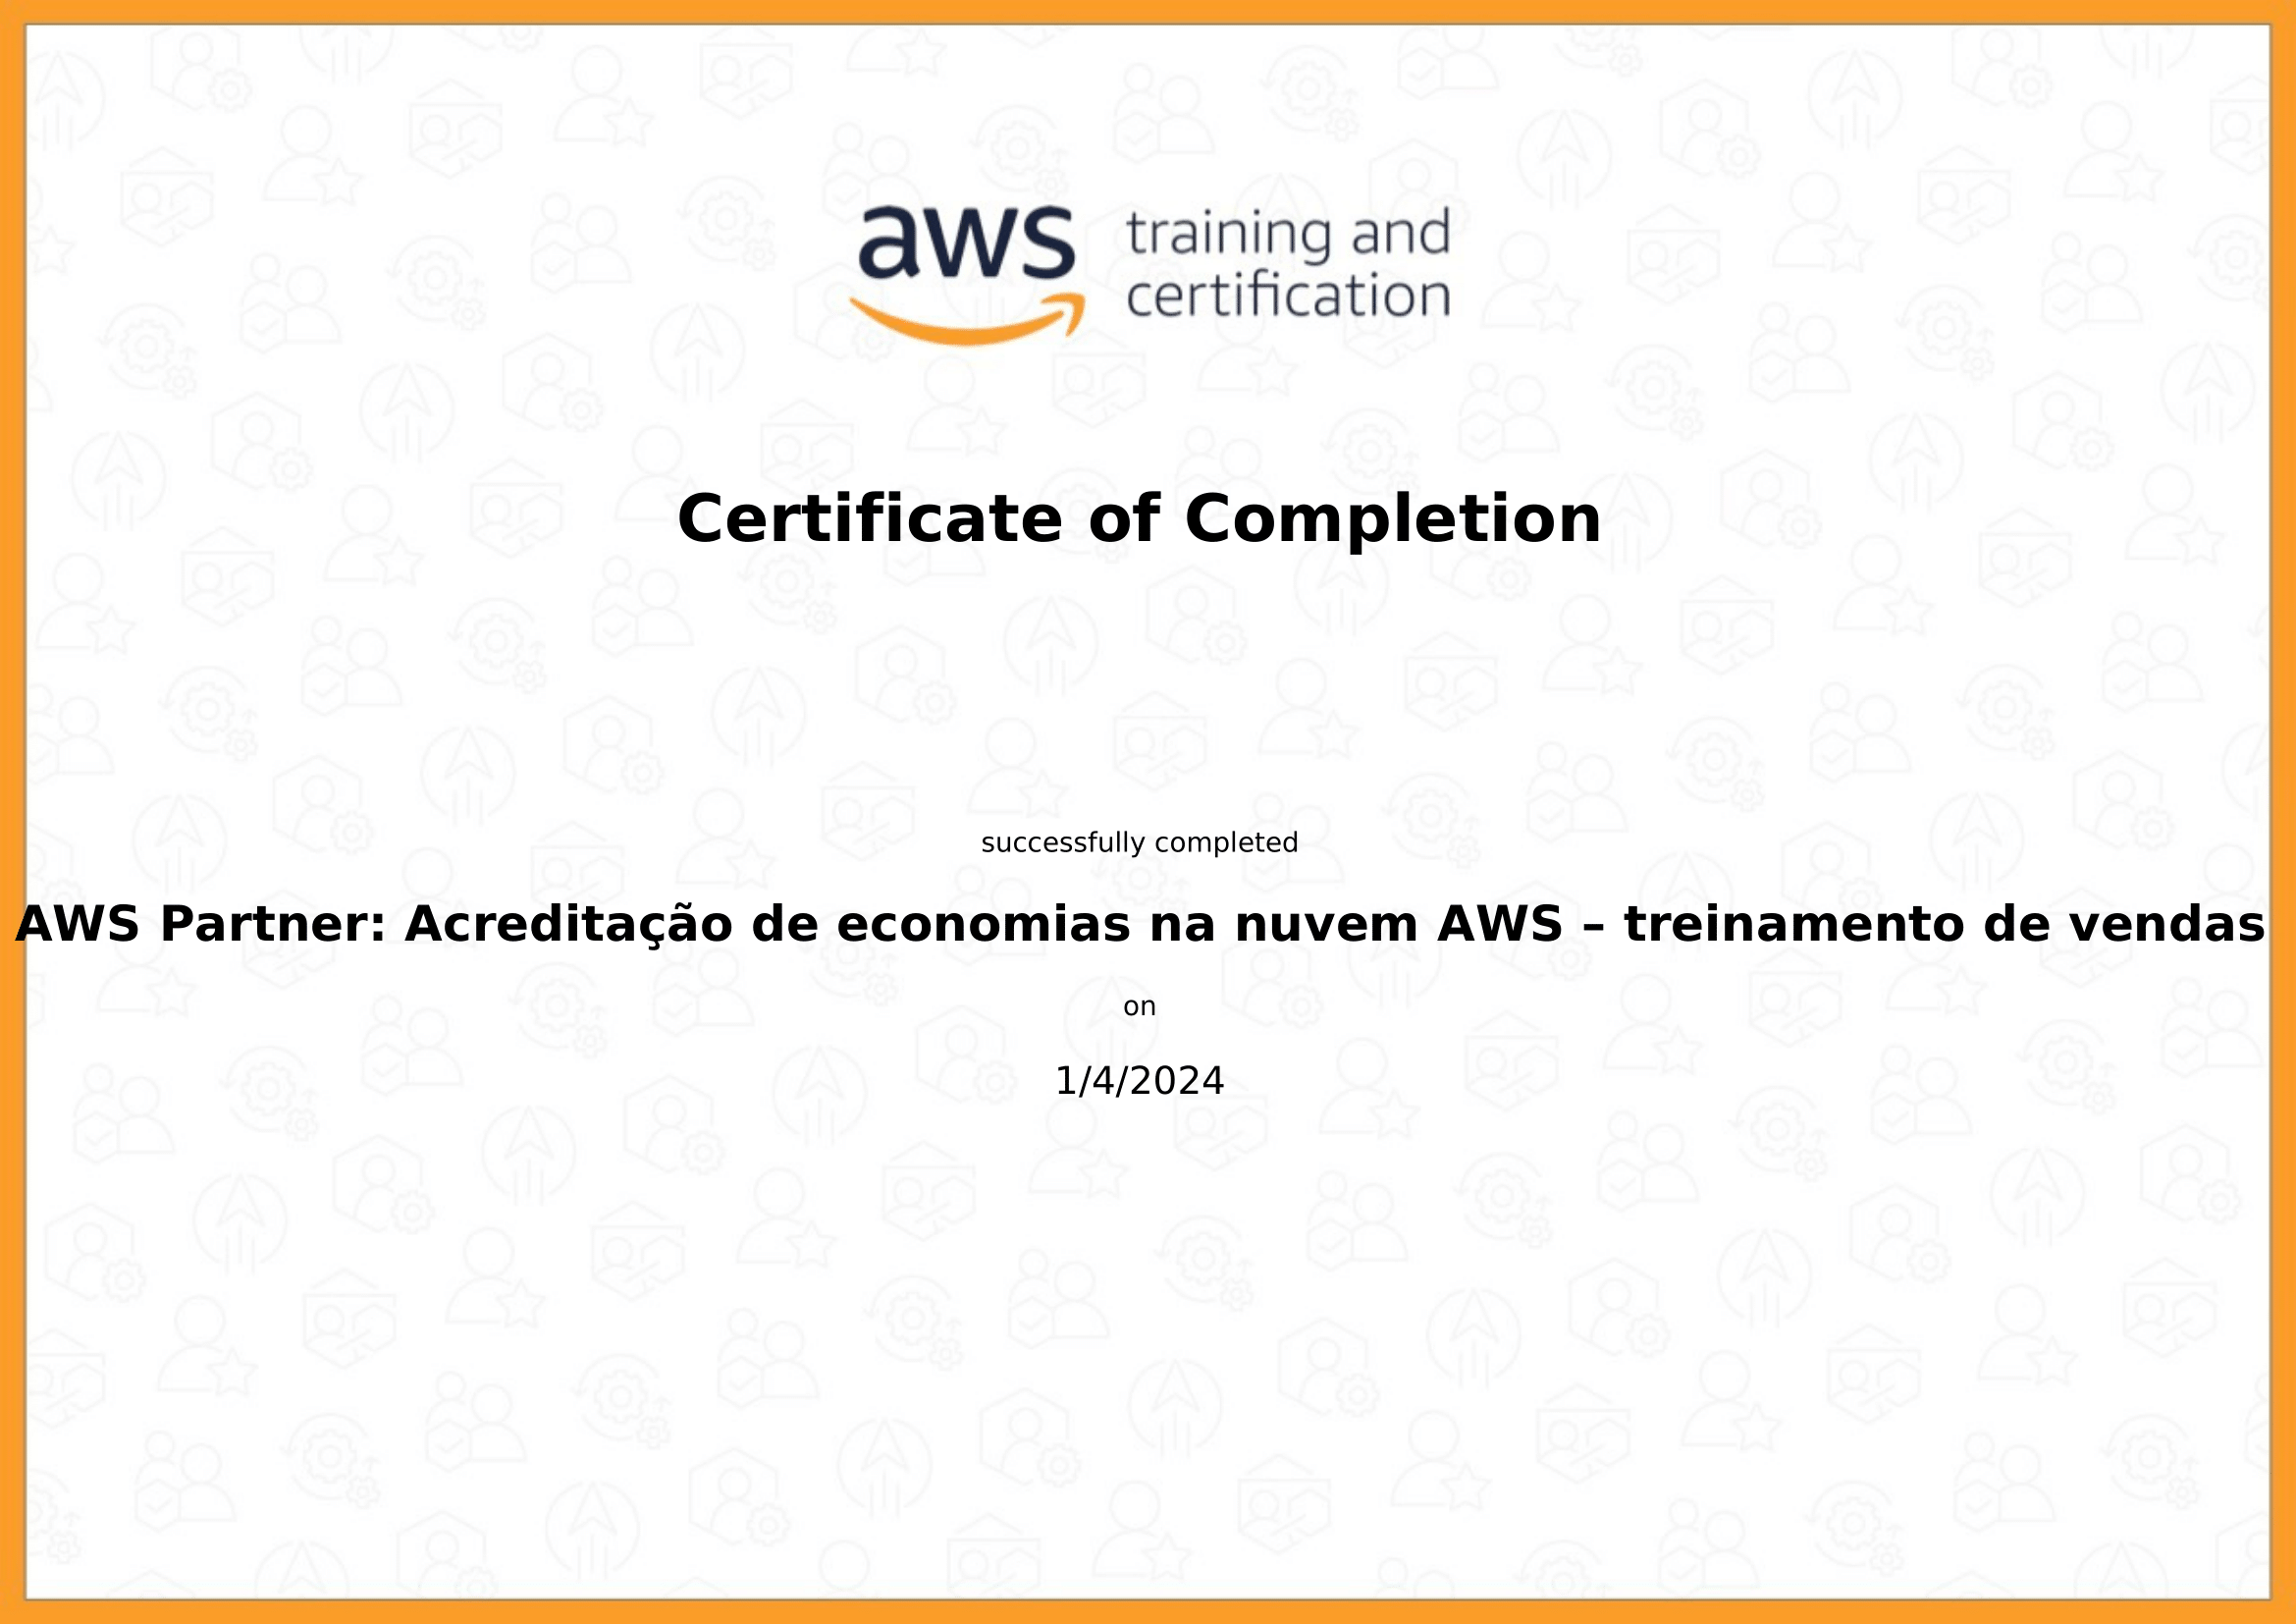 aws training and
certification
Certificate of Completion
successfully completed
AWS Partner: Acreditação de economias na nuvem AWS – treinamento de vendas
on
1/4/2024